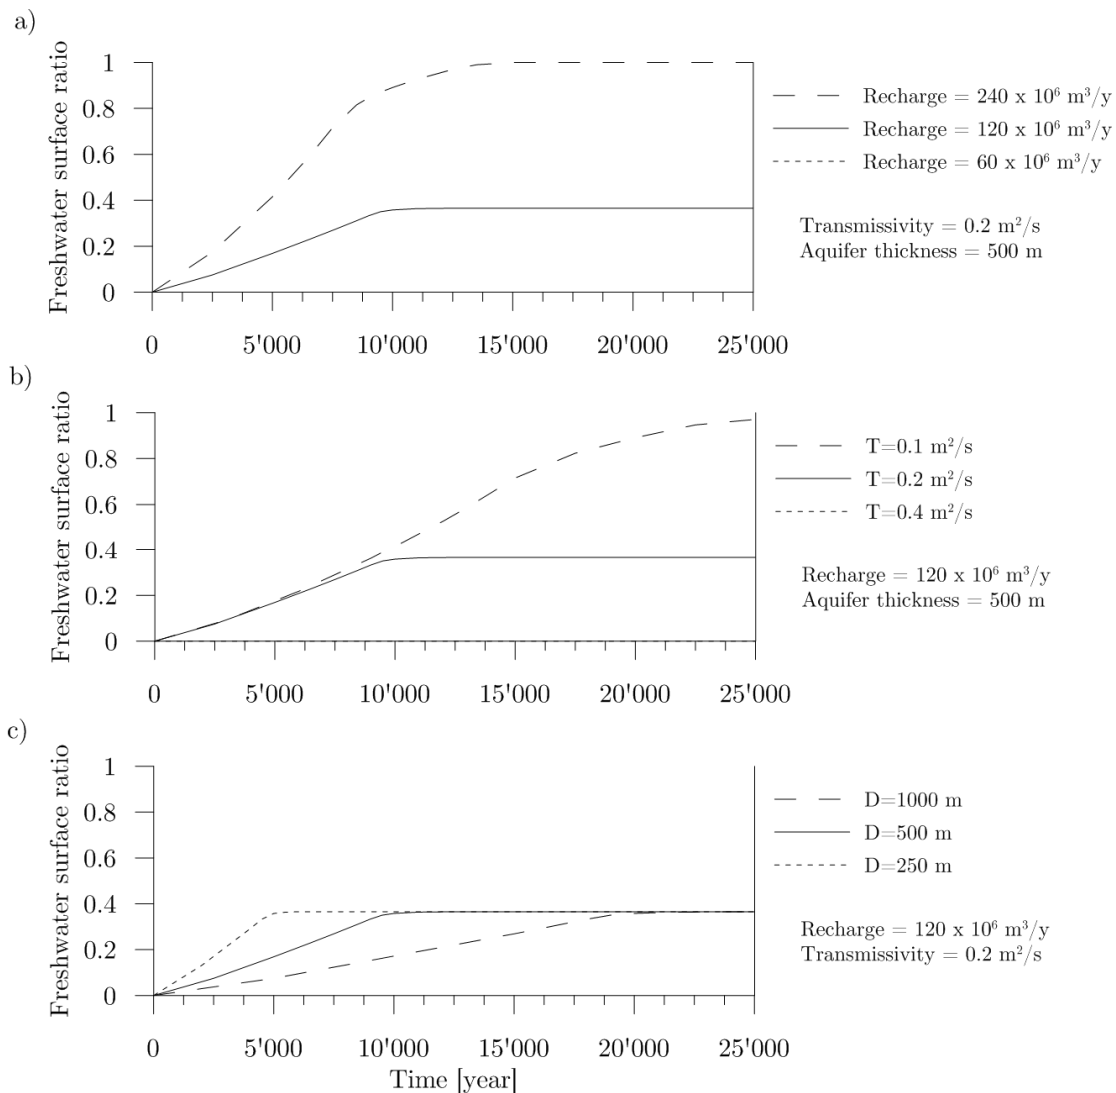 a)
Freshwater surface ratio
1
0.8
0.6
0.4
0.2
0
0 5'000 10'000 15'000 20'000 25'000
Recharge = 240 x 10⁶ m³/y
Recharge = 120 x 10⁶ m³/y
Recharge = 60 x 10⁶ m³/y
Transmissivity = 0.2 m²/s
Aquifer thickness = 500 m
b)
Freshwater surface ratio
1
0.8
0.6
0.4
0.2
0
0 5'000 10'000 15'000 20'000 25'000
T=0.1 m²/s
T=0.2 m²/s
T=0.4 m²/s
Recharge = 120 x 10⁶ m³/y
Aquifer thickness = 500 m
c)
Freshwater surface ratio
1
0.8
0.6
0.4
0.2
0
0 5'000 10'000 15'000 20'000 25'000
Time [year]
D=1000 m
D=500 m
D=250 m
Recharge = 120 x 10⁶ m³/y
Transmissivity = 0.2 m²/s